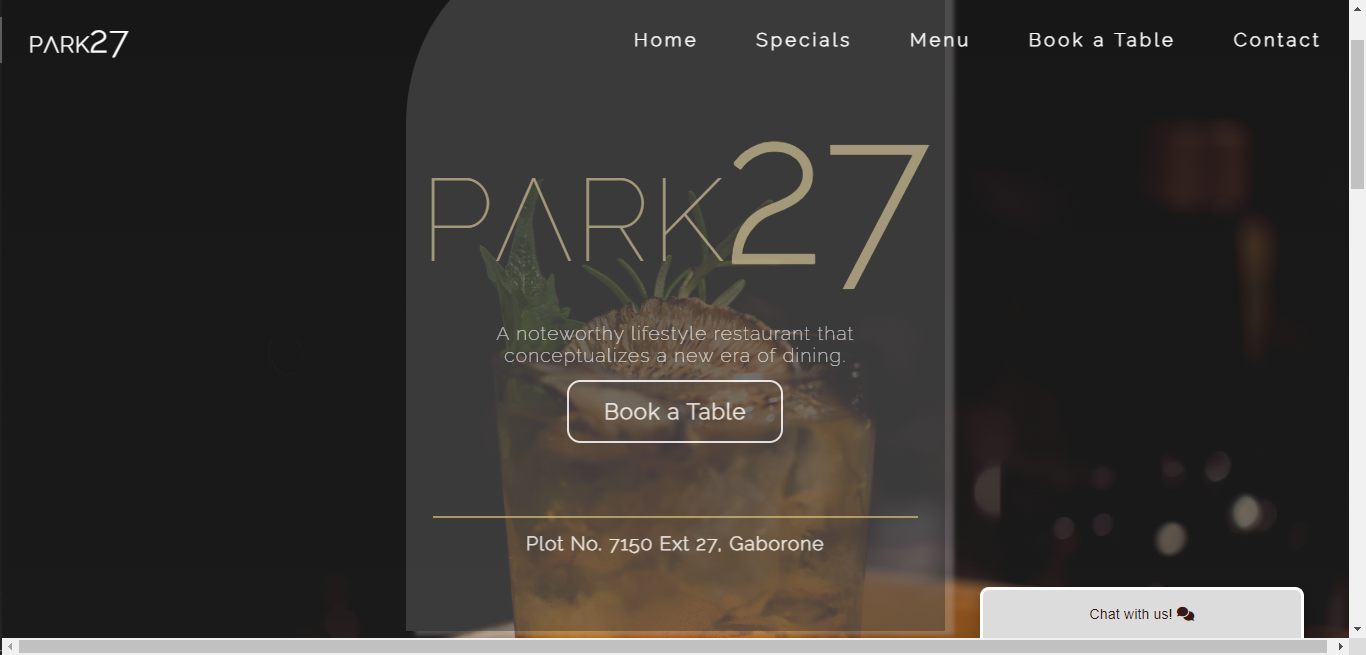 PARK27
Home
Specials
Menu
Book a Table
Contact
PARK27
A noteworthy lifestyle restaurant that
conceptualizes a new era of dining.
Book a Table
Plot No. 7150 Ext 27, Gaborone
Chat with us!